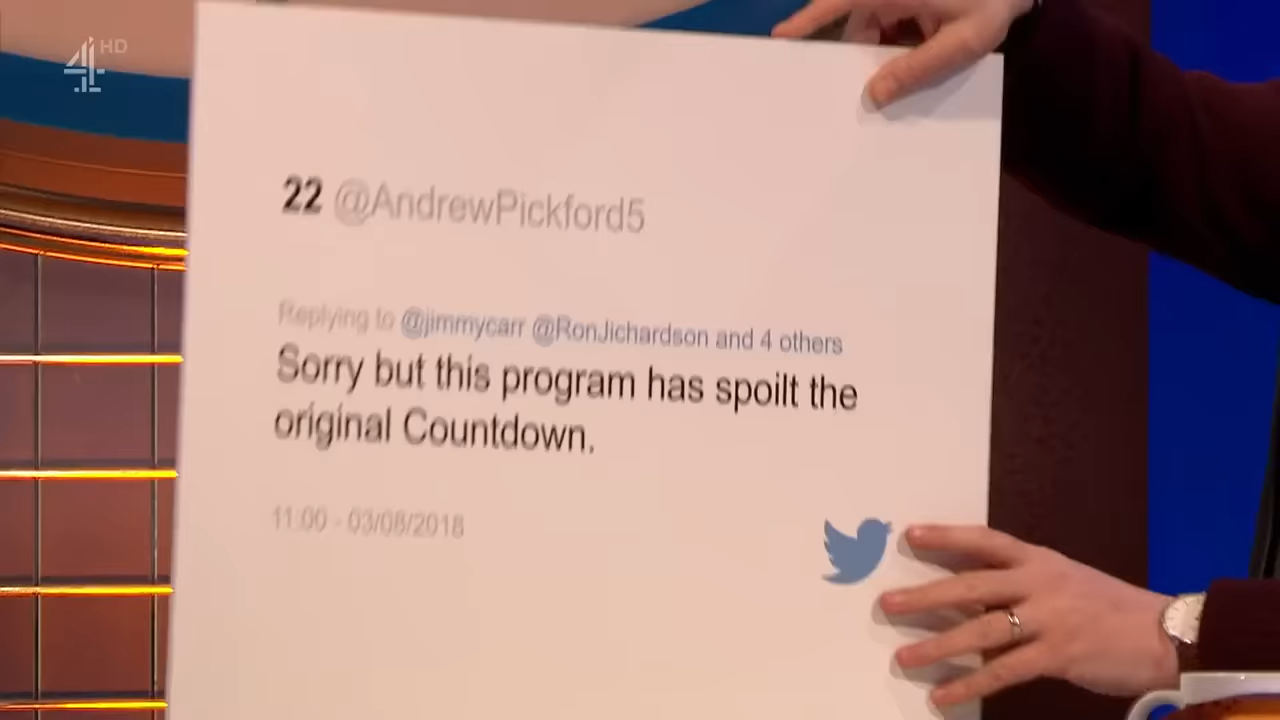 4 HD
22 @AndrewPickford5
Replying to @jimmycarr @RonJichardson and 4 others
Sorry but this program has spoilt the
original Countdown.
11:00 - 03/08/2018